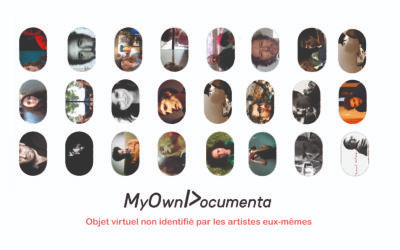 MyOwnDocumenta
Objet virtuel non identifié par les artistes eux-mêmes